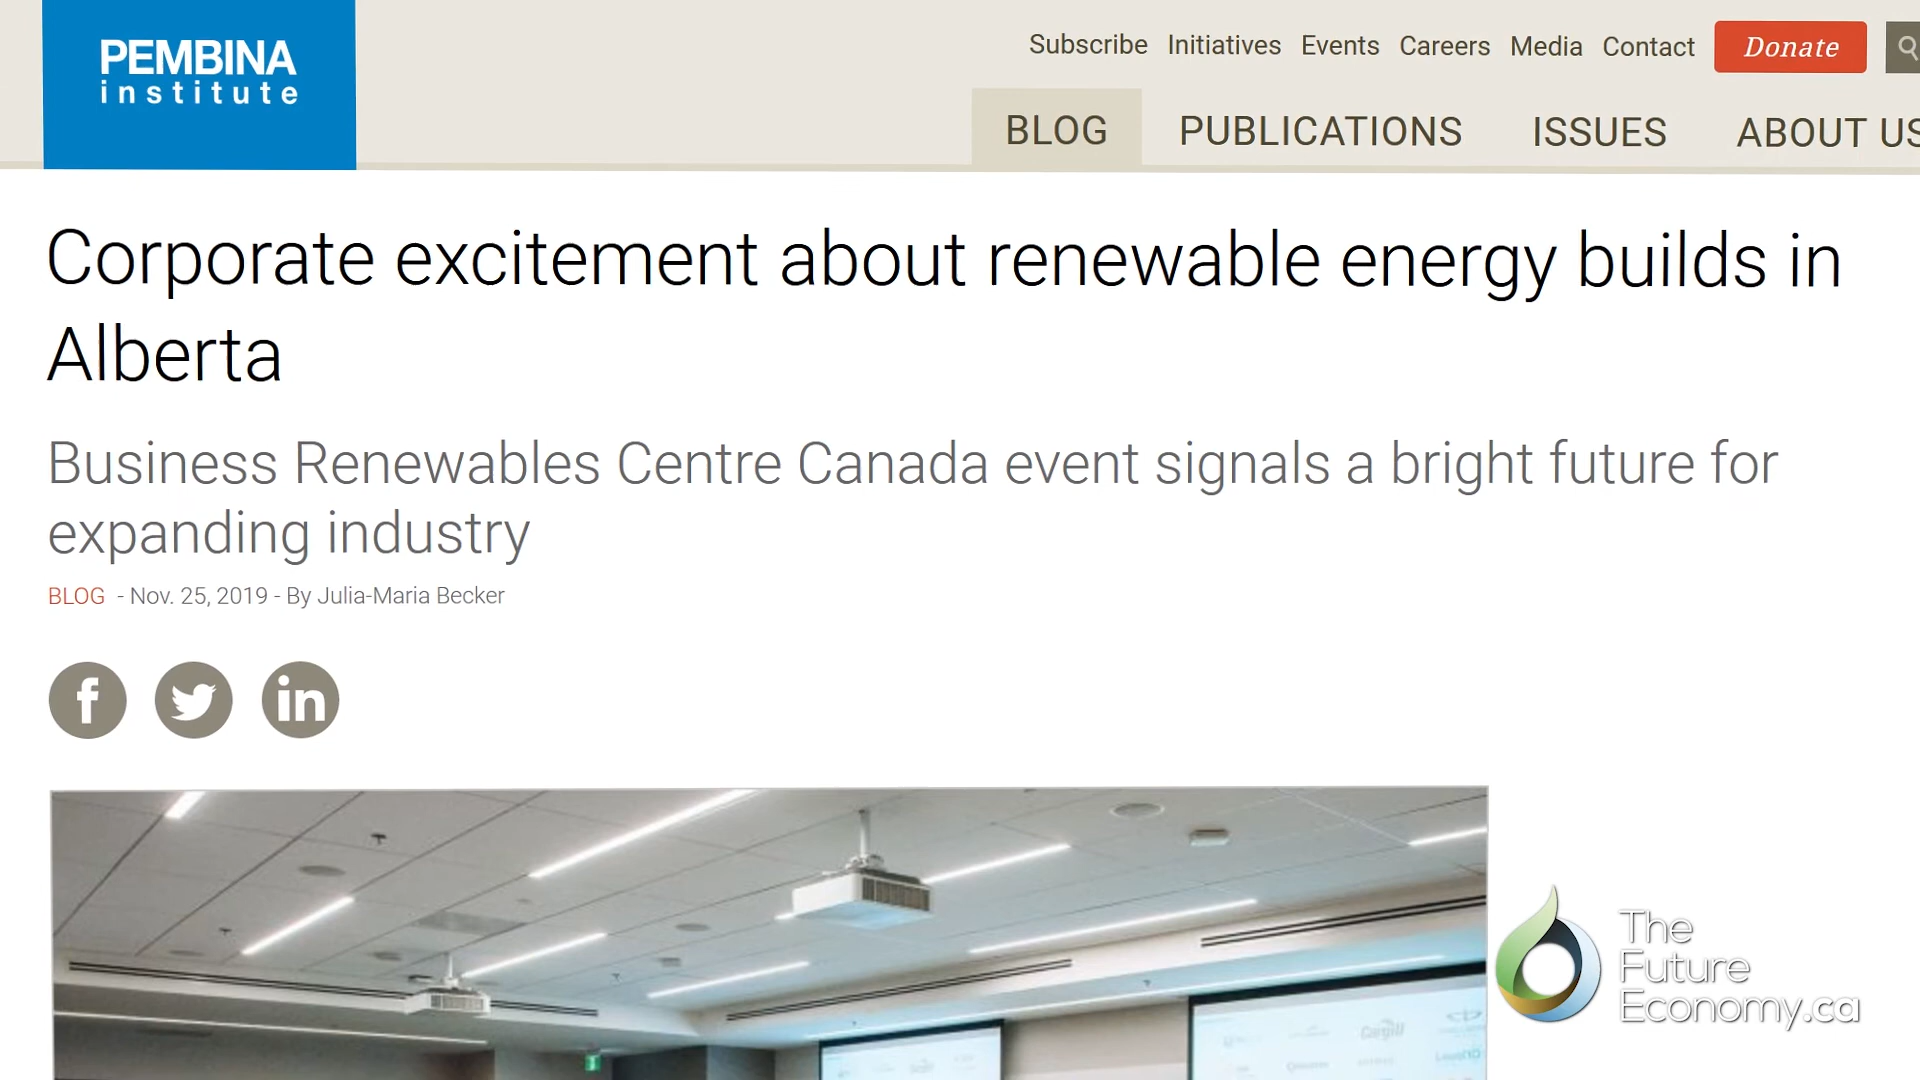 PEMBINA
institute
Subscribe Initiatives Events Careers Media Contact Donate
BLOG PUBLICATIONS ISSUES ABOUT US
Corporate excitement about renewable energy builds in
Alberta
Business Renewables Centre Canada event signals a bright future for
expanding industry
BLOG - Nov. 25, 2019 - By Julia-Maria Becker
f in
Cargill
The
Future
Economy.ca